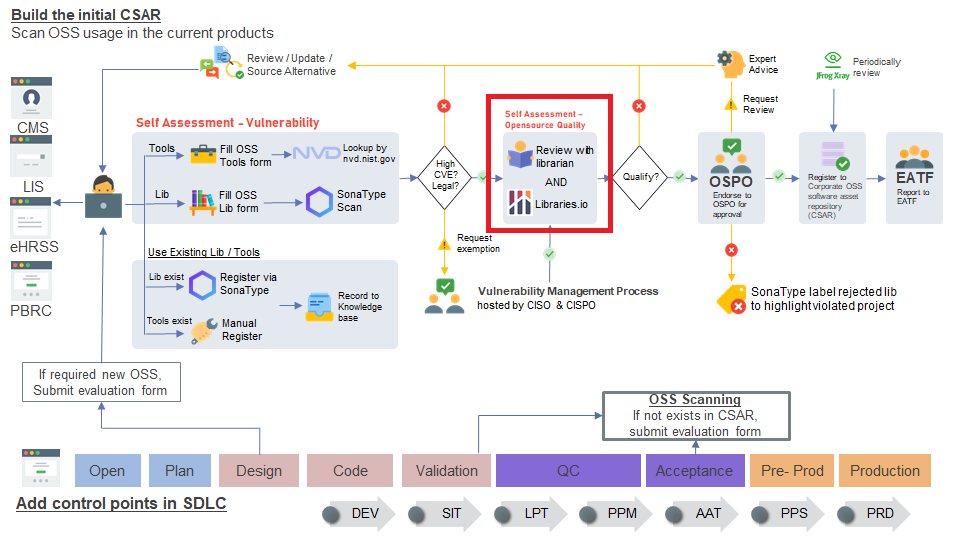 Build the initial CSAR
Scan OSS usage in the current products
Review / Update /
Source Alternative
Expert
Advice
JFrog Xray
Periodically
review
Request
Review
CMS
LIS
eHRSS
PBRC
Self Assessment - Vulnerability
Tools
Fill OSS
Tools form
NVD
Lookup by
nvd.nist.gov
Lib
Fill OSS
Lib form
SonaType
Scan
High
CVE?
Legal?
Self Assessment -
Opensource Quality
Review with
librarian
AND
Libraries.io
Qualify?
OSPO
Endorse to
OSPO for
approval
Register to
Corporate OSS
software asset
repository
(CSAR)
EATF
Report to
EATF
Use Existing Lib / Tools
Lib exist
Register via
SonaType
Tools exist
Manual
Register
Record to
Knowledge
base
Request
exemption
Vulnerability Management Process
hosted by CISO & CISPO
SonaType label rejected lib
to highlight violated project
If required new OSS,
Submit evaluation form
OSS Scanning
If not exists in CSAR,
submit evaluation form
Open
Plan
Design
Code
Validation
QC
Acceptance
Pre- Prod
Production
Add control points in SDLC
DEV
SIT
LPT
PPM
AAT
PPS
PRD